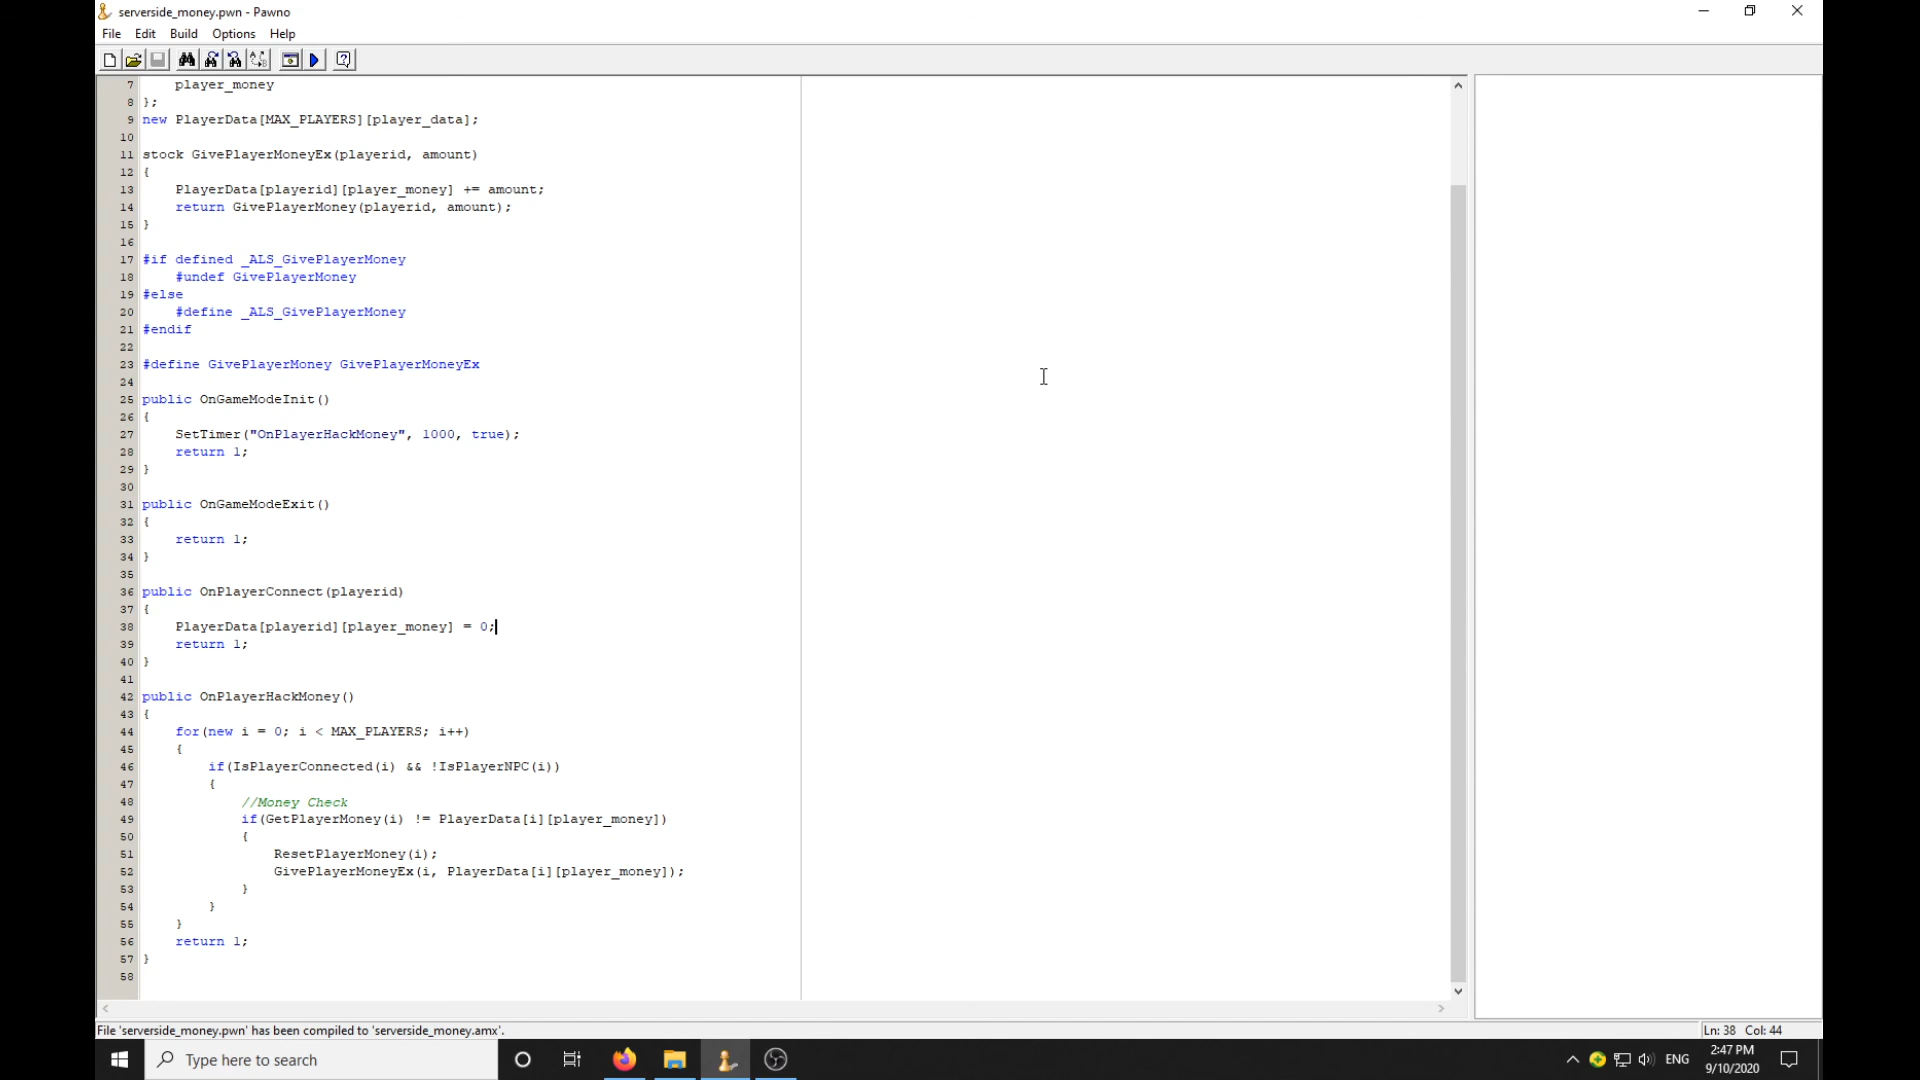 serverside_money.pwn - Pawno
File Edit Build Options Help
7 player_money
8 };
9 new PlayerData[MAX_PLAYERS][player_data];
10
11 stock GivePlayerMoneyEx(playerid, amount)
12 {
13 PlayerData[playerid][player_money] += amount;
14 return GivePlayerMoney(playerid, amount);
15 }
16
17 #if defined _ALS_GivePlayerMoney
18 #undef GivePlayerMoney
19 #else
20 #define _ALS_GivePlayerMoney
21 #endif
22
23 #define GivePlayerMoney GivePlayerMoneyEx
24
25 public OnGameModeInit()
26 {
27 SetTimer("OnPlayerHackMoney", 1000, true);
28 return 1;
29 }
30
31 public OnGameModeExit()
32 {
33 return 1;
34 }
35
36 public OnPlayerConnect(playerid)
37 {
38 PlayerData[playerid][player_money] = 0;
39 return 1;
40 }
41
42 public OnPlayerHackMoney()
43 {
44 for(new i = 0; i < MAX_PLAYERS; i++)
45 {
46 if(IsPlayerConnected(i) && !IsPlayerNPC(i))
47 {
48 //Money Check
49 if(GetPlayerMoney(i) != PlayerData[i][player_money])
50 {
51 ResetPlayerMoney(i);
52 GivePlayerMoneyEx(i, PlayerData[i][player_money]);
53 }
54 }
55 }
56 return 1;
57 }
58
File 'serverside_money.pwn' has been compiled to 'serverside_money.amx'.
Ln: 38 Col: 44
Type here to search
ENG
2:47 PM
9/10/2020